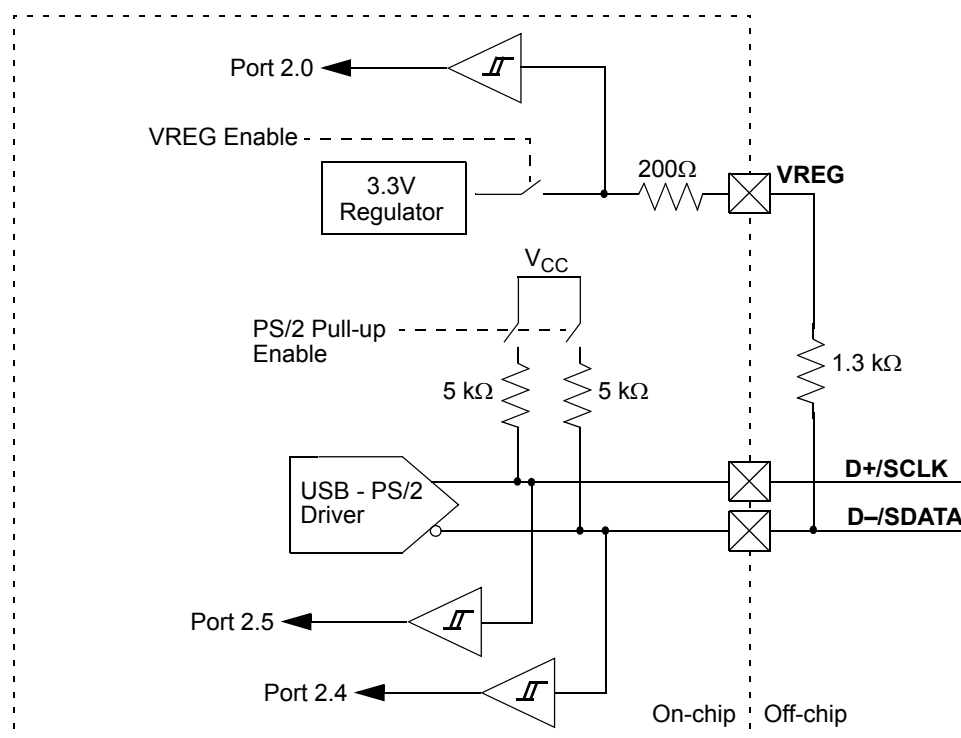 Port 2.0
VREG Enable
3.3V
Regulator
200Ω
VREG
VCC
PS/2 Pull-up
Enable
5 kΩ
5 kΩ
1.3 kΩ
USB - PS/2
Driver
D+/SCLK
D–/SDATA
Port 2.5
Port 2.4
On-chip
Off-chip